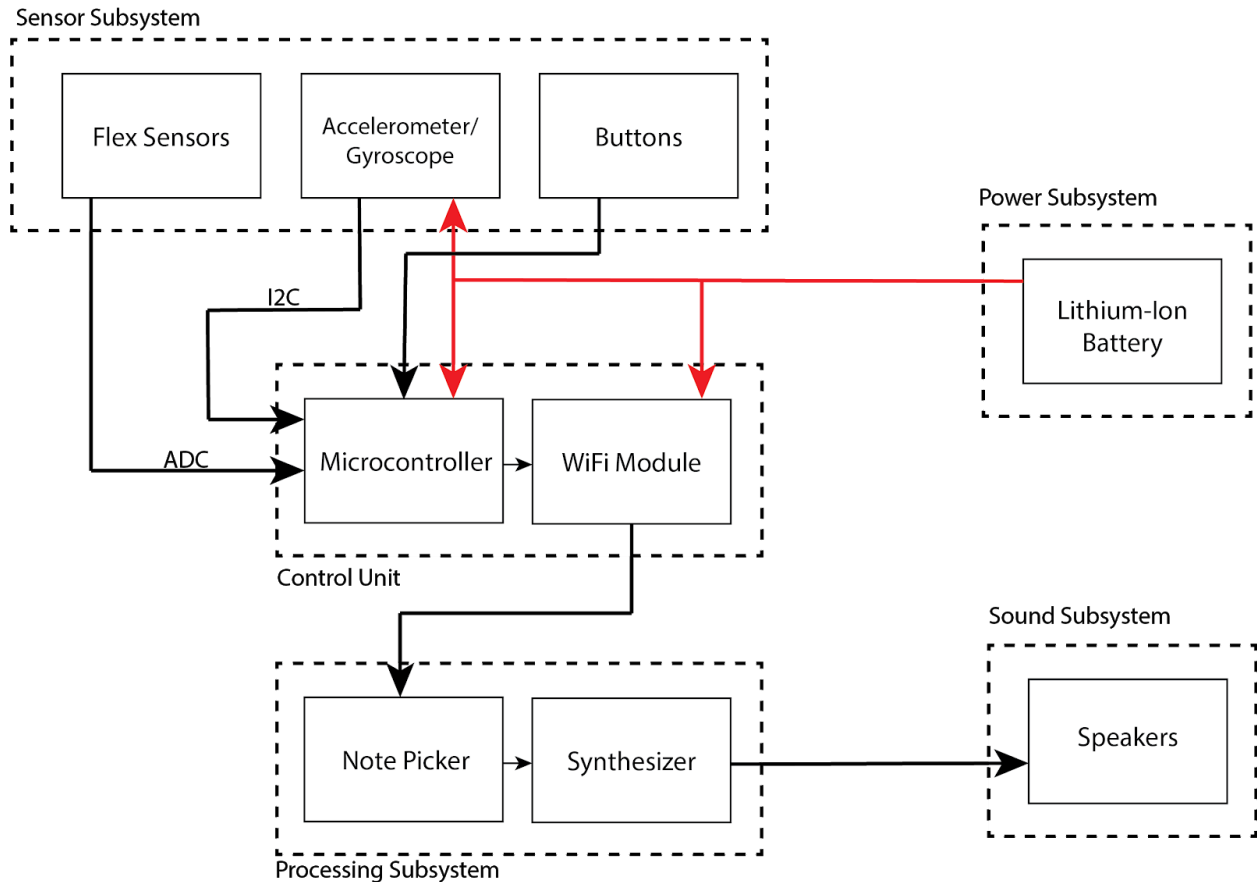 Sensor Subsystem
Flex Sensors
Accelerometer/
Gyroscope
Buttons
Power Subsystem
Lithium-Ion
Battery
I2C
ADC
Microcontroller
WiFi Module
Control Unit
Sound Subsystem
Note Picker
Synthesizer
Speakers
Processing Subsystem